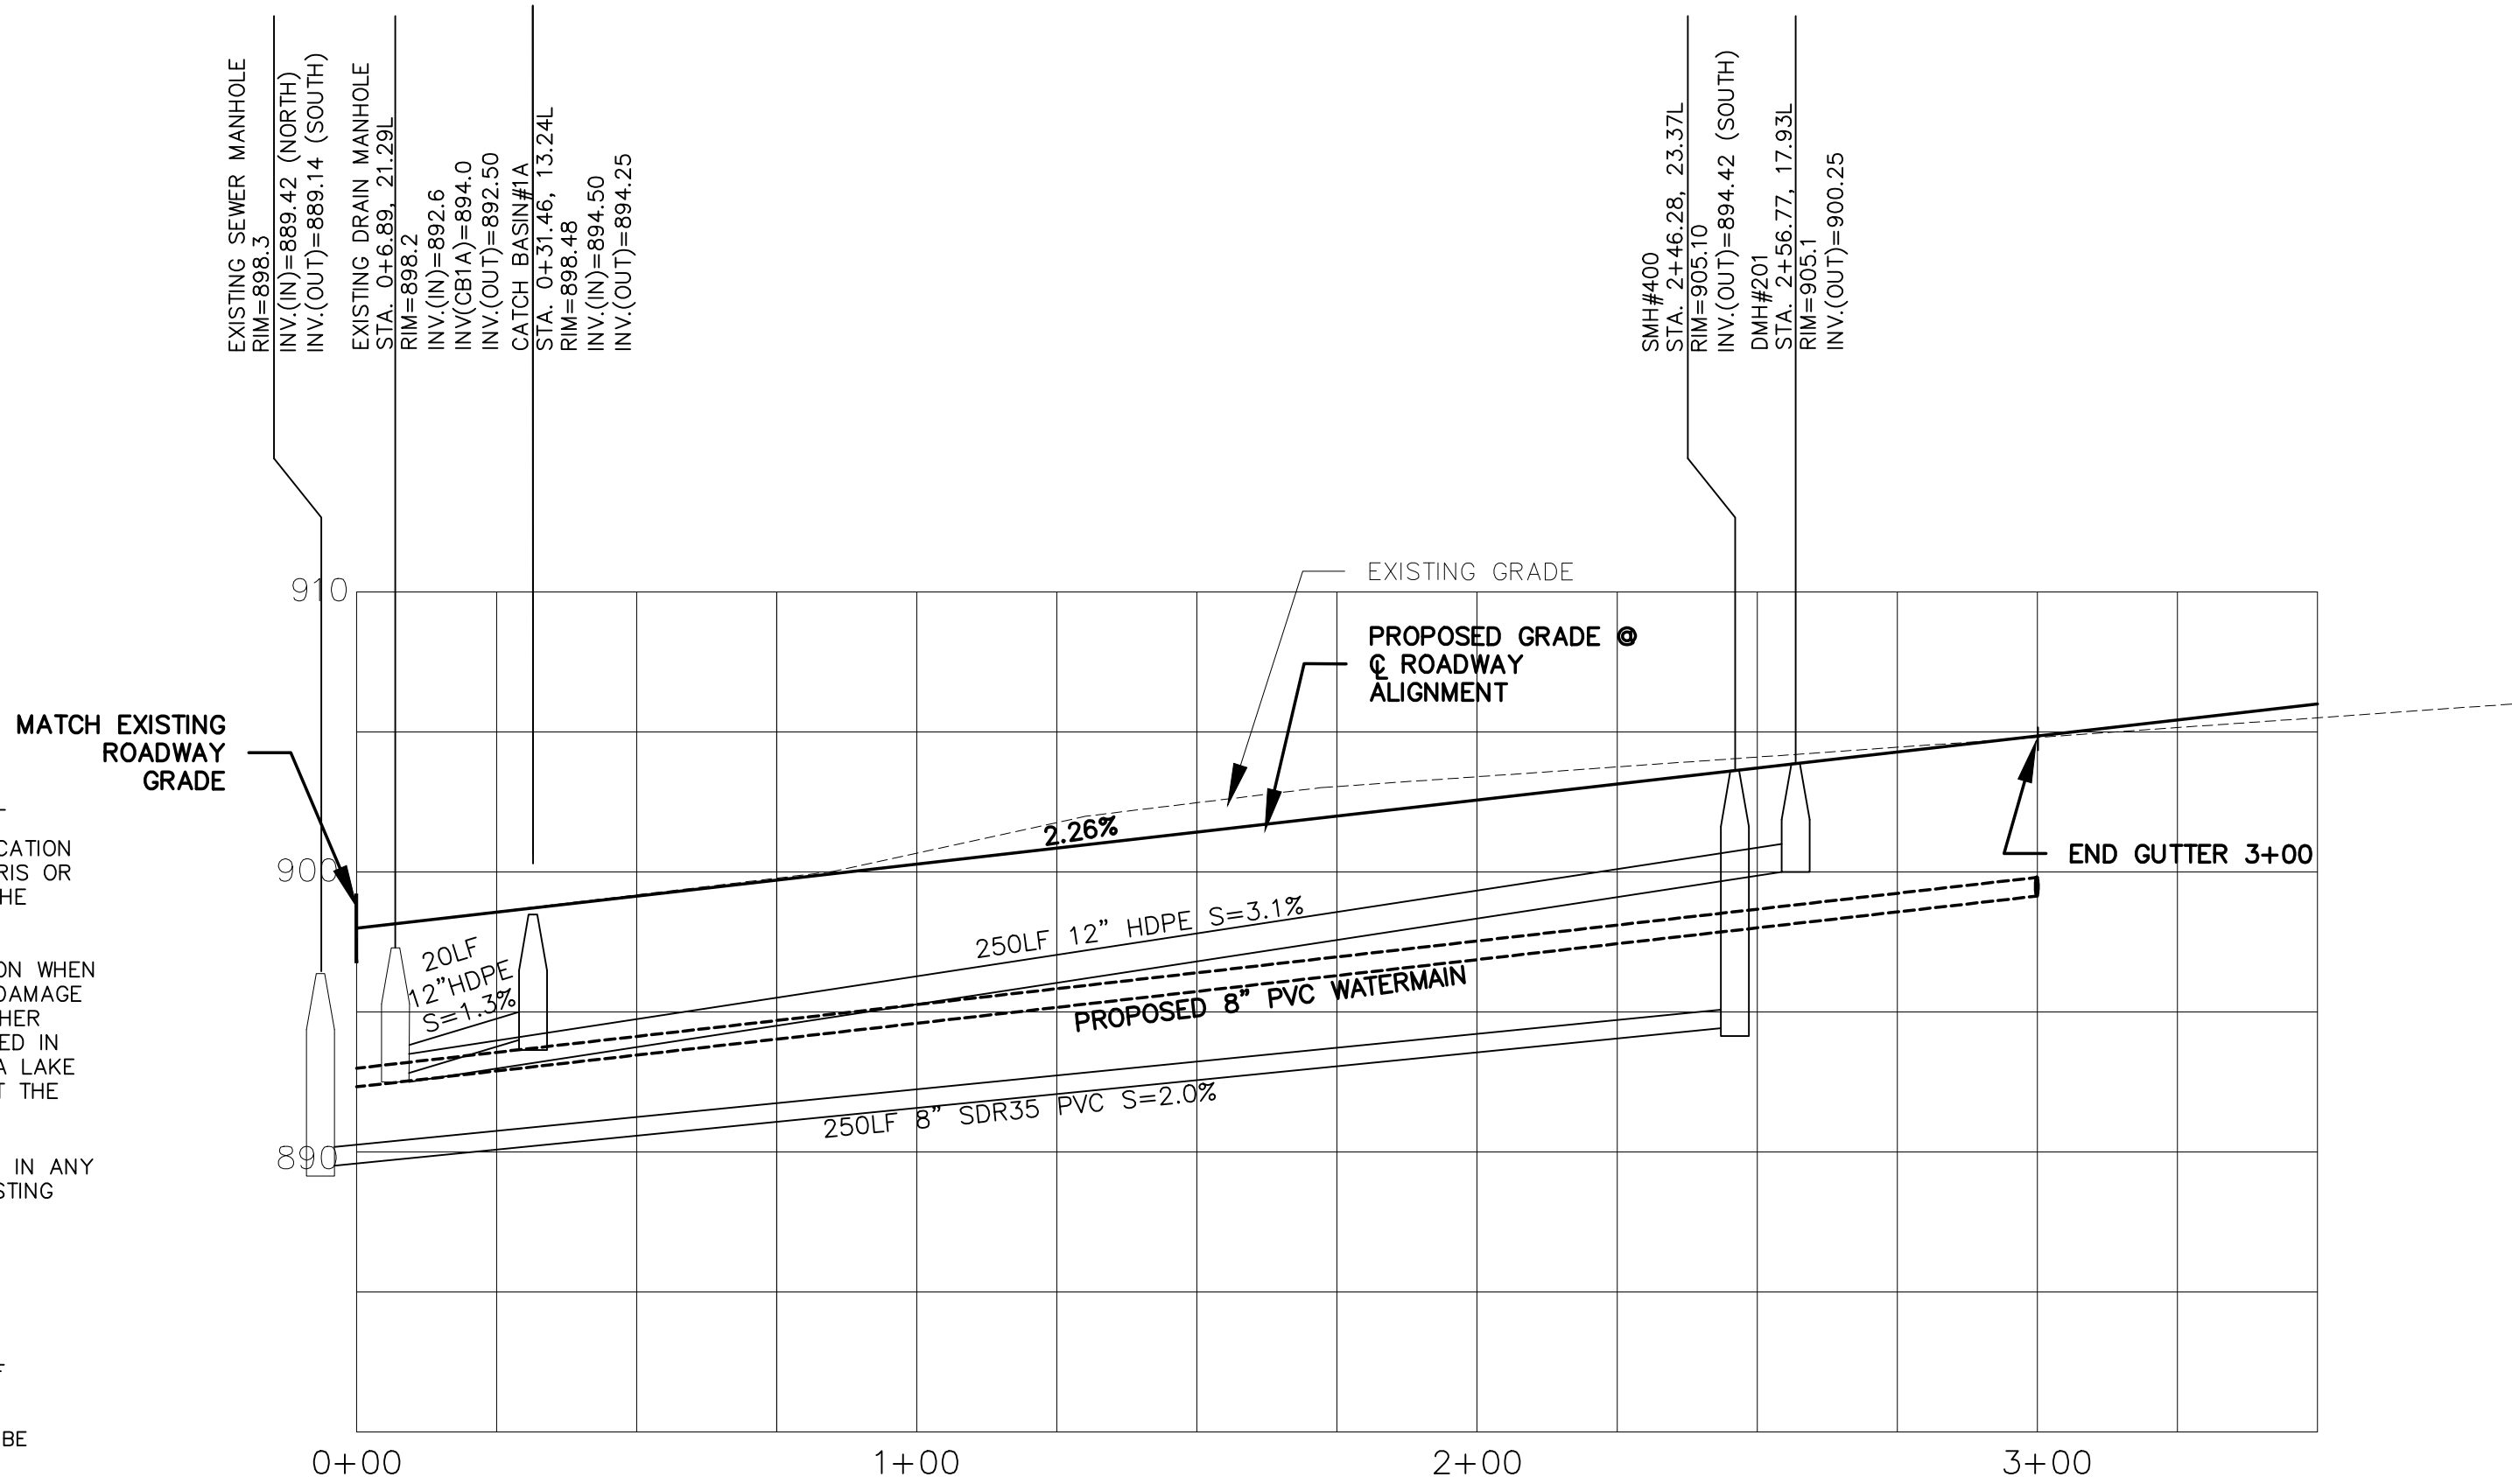 EXISTING SEWER MANHOLE
RIM=898.3
INV.(IN)=889.42 (NORTH)
INV.(OUT)=889.14 (SOUTH)
EXISTING DRAIN MANHOLE
STA. 0+6.89, 21.29L
RIM=898.2
INV.(IN)=892.6
INV(CB1A)=894.0
INV.(OUT)=892.50
CATCH BASIN#1A
STA. 0+31.46, 13.24L
RIM=898.48
INV.(IN)=894.50
INV.(OUT)=894.25
SMH#400
STA. 2+46.28, 23.37L
RIM=905.10
INV.(OUT)=894.42 (SOUTH)
DMH#201
STA. 2+56.77, 17.93L
RIM=905.1
INV.(OUT)=900.25
EXISTING GRADE
910
PROPOSED GRADE @
℄ ROADWAY
ALIGNMENT
MATCH EXISTING
ROADWAY
GRADE
2.26%
END GUTTER 3+00
900
250LF 12" HDPE S=3.1%
20LF
12"HDPE
S=1.3%
PROPOSED 8" PVC WATERMAIN
250LF 8" SDR35 PVC S=2.0%
890
OR
ON WHEN
DAMAGE
IN
A LAKE
THE
IN ANY
BE
0+00 1+00 2+00 3+00